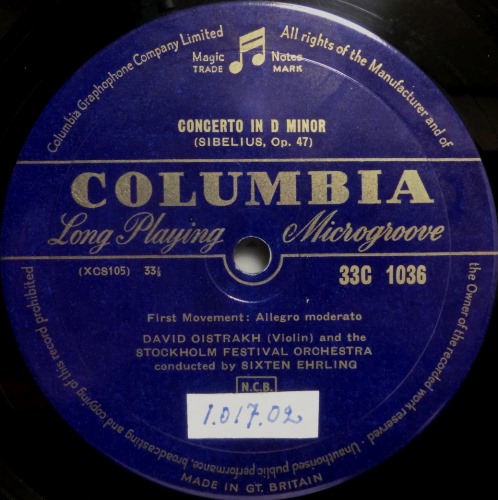 Columbia Graphophone Company Limited
All rights of the Manufacturer and of
the Owner of the recorded work reserved - Unauthorised public performance, broadcasting and copying of this record prohibited
Magic Notes
TRADE MARK
CONCERTO IN D MINOR
(SIBELIUS, Op. 47)
COLUMBIA
Long Playing Microgroove
(XCS105) 33⅓
33C 1036
First Movement: Allegro moderato
DAVID OISTRAKH (Violin) and the
STOCKHOLM FESTIVAL ORCHESTRA
conducted by SIXTEN EHRLING
N.C.B.
1.017.02
MADE IN GT. BRITAIN